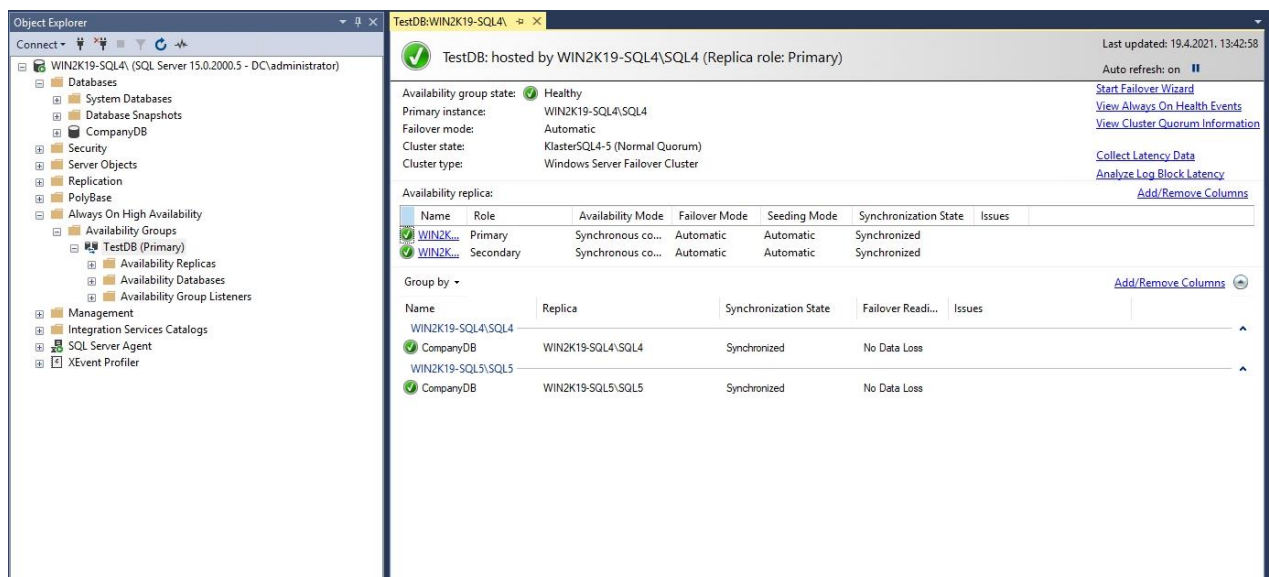 Object Explorer
Connect
WIN2K19-SQL4\ (SQL Server 15.0.2000.5 - DC\administrator)
Databases
System Databases
Database Snapshots
CompanyDB
Security
Server Objects
Replication
PolyBase
Always On High Availability
Availability Groups
TestDB (Primary)
Availability Replicas
Availability Databases
Availability Group Listeners
Management
Integration Services Catalogs
SQL Server Agent
XEvent Profiler
TestDB:WIN2K19-SQL4\
TestDB: hosted by WIN2K19-SQL4\SQL4 (Replica role: Primary)
Last updated: 19.4.2021. 13:42:58
Auto refresh: on
Availability group state: Healthy
Primary instance: WIN2K19-SQL4\SQL4
Failover mode: Automatic
Cluster state: KlasterSQL4-5 (Normal Quorum)
Cluster type: Windows Server Failover Cluster
Start Failover Wizard
View Always On Health Events
View Cluster Quorum Information
Collect Latency Data
Analyze Log Block Latency
Availability replica: Add/Remove Columns
Name Role Availability Mode Failover Mode Seeding Mode Synchronization State Issues
WIN2K... Primary Synchronous co... Automatic Automatic Synchronized
WIN2K... Secondary Synchronous co... Automatic Automatic Synchronized
Group by Add/Remove Columns
Name Replica Synchronization State Failover Readi... Issues
WIN2K19-SQL4\SQL4
CompanyDB WIN2K19-SQL4\SQL4 Synchronized No Data Loss
WIN2K19-SQL5\SQL5
CompanyDB WIN2K19-SQL5\SQL5 Synchronized No Data Loss